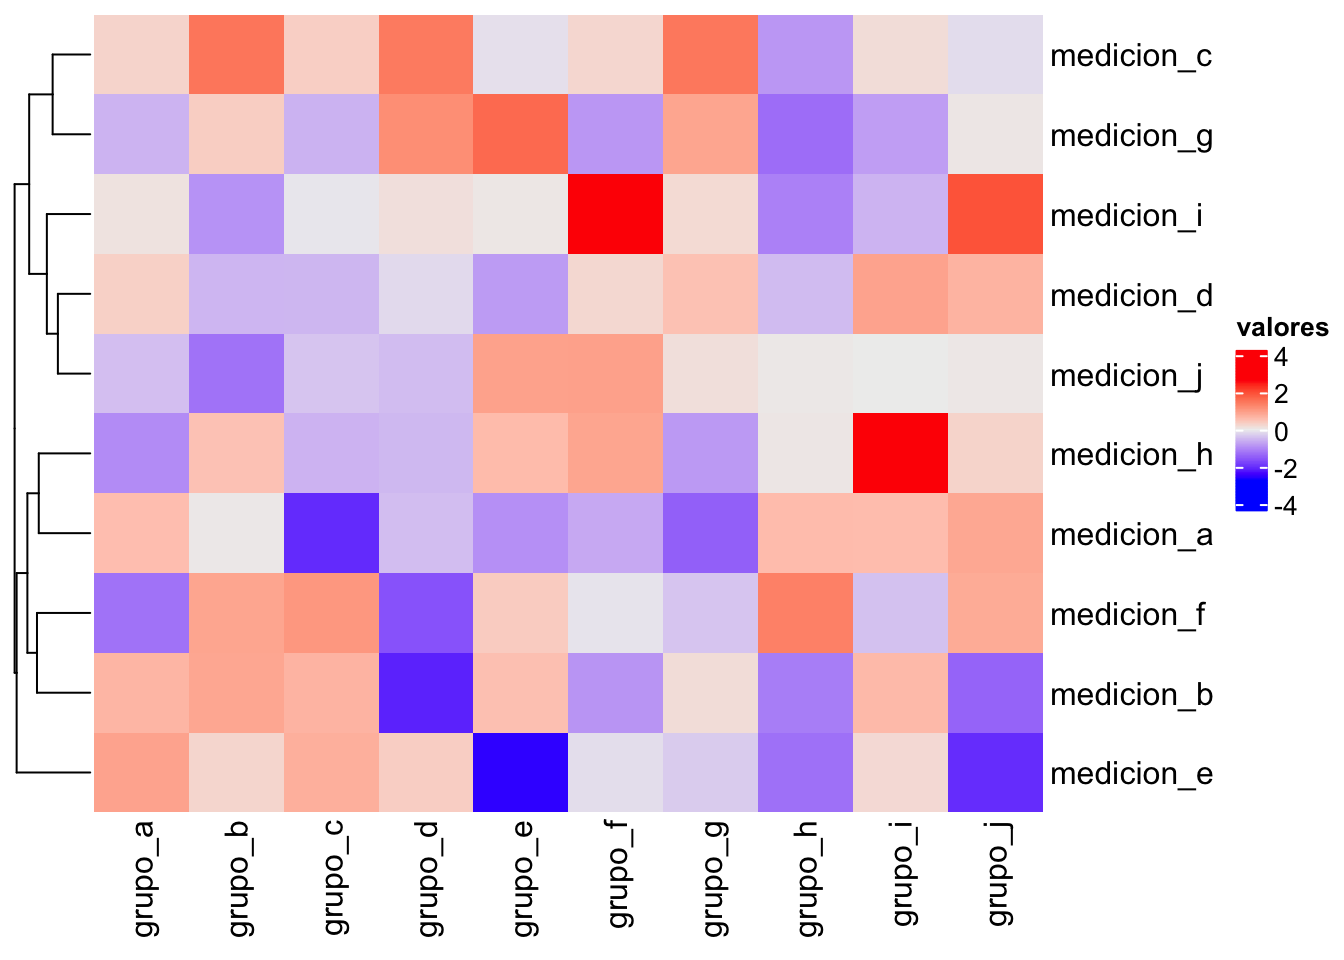 medicion_c
medicion_g
medicion_i
medicion_d
medicion_j
medicion_h
medicion_a
medicion_f
medicion_b
medicion_e
grupo_a
grupo_b
grupo_c
grupo_d
grupo_e
grupo_f
grupo_g
grupo_h
grupo_i
grupo_j
valores
4
2
0
-2
-4